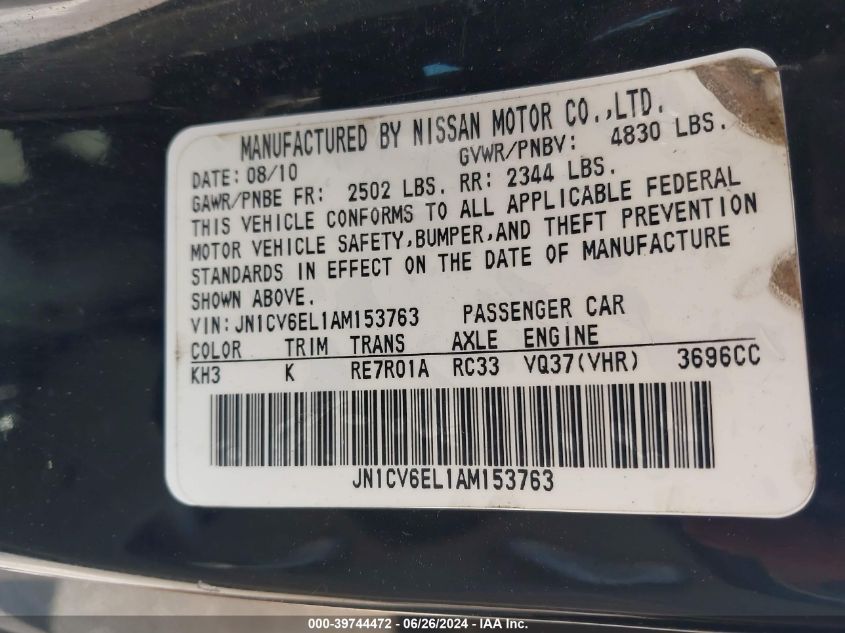 MANUFACTURED BY NISSAN MOTOR CO.,LTD.
DATE: 08/10 GVWR/PNBV: 4830 LBS.
GAWR/PNBE FR: 2502 LBS. RR: 2344 LBS.
THIS VEHICLE CONFORMS TO ALL APPLICABLE FEDERAL
MOTOR VEHICLE SAFETY,BUMPER,AND THEFT PREVENTION
STANDARDS IN EFFECT ON THE DATE OF MANUFACTURE
SHOWN ABOVE.
VIN:JN1CV6EL1AM153763 PASSENGER CAR
COLOR TRIM TRANS AXLE ENGINE
KH3 K RE7R01A RC33 VQ37(VHR) 3696CC
JN1CV6EL1AM153763
000-39744472 - 06/26/2024 - IAA Inc.